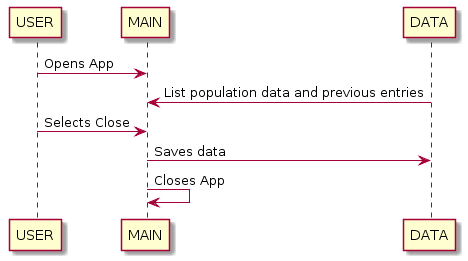 USER MAIN DATA
Opens App
List population data and previous entries
Selects Close
Saves data
Closes App
USER MAIN DATA